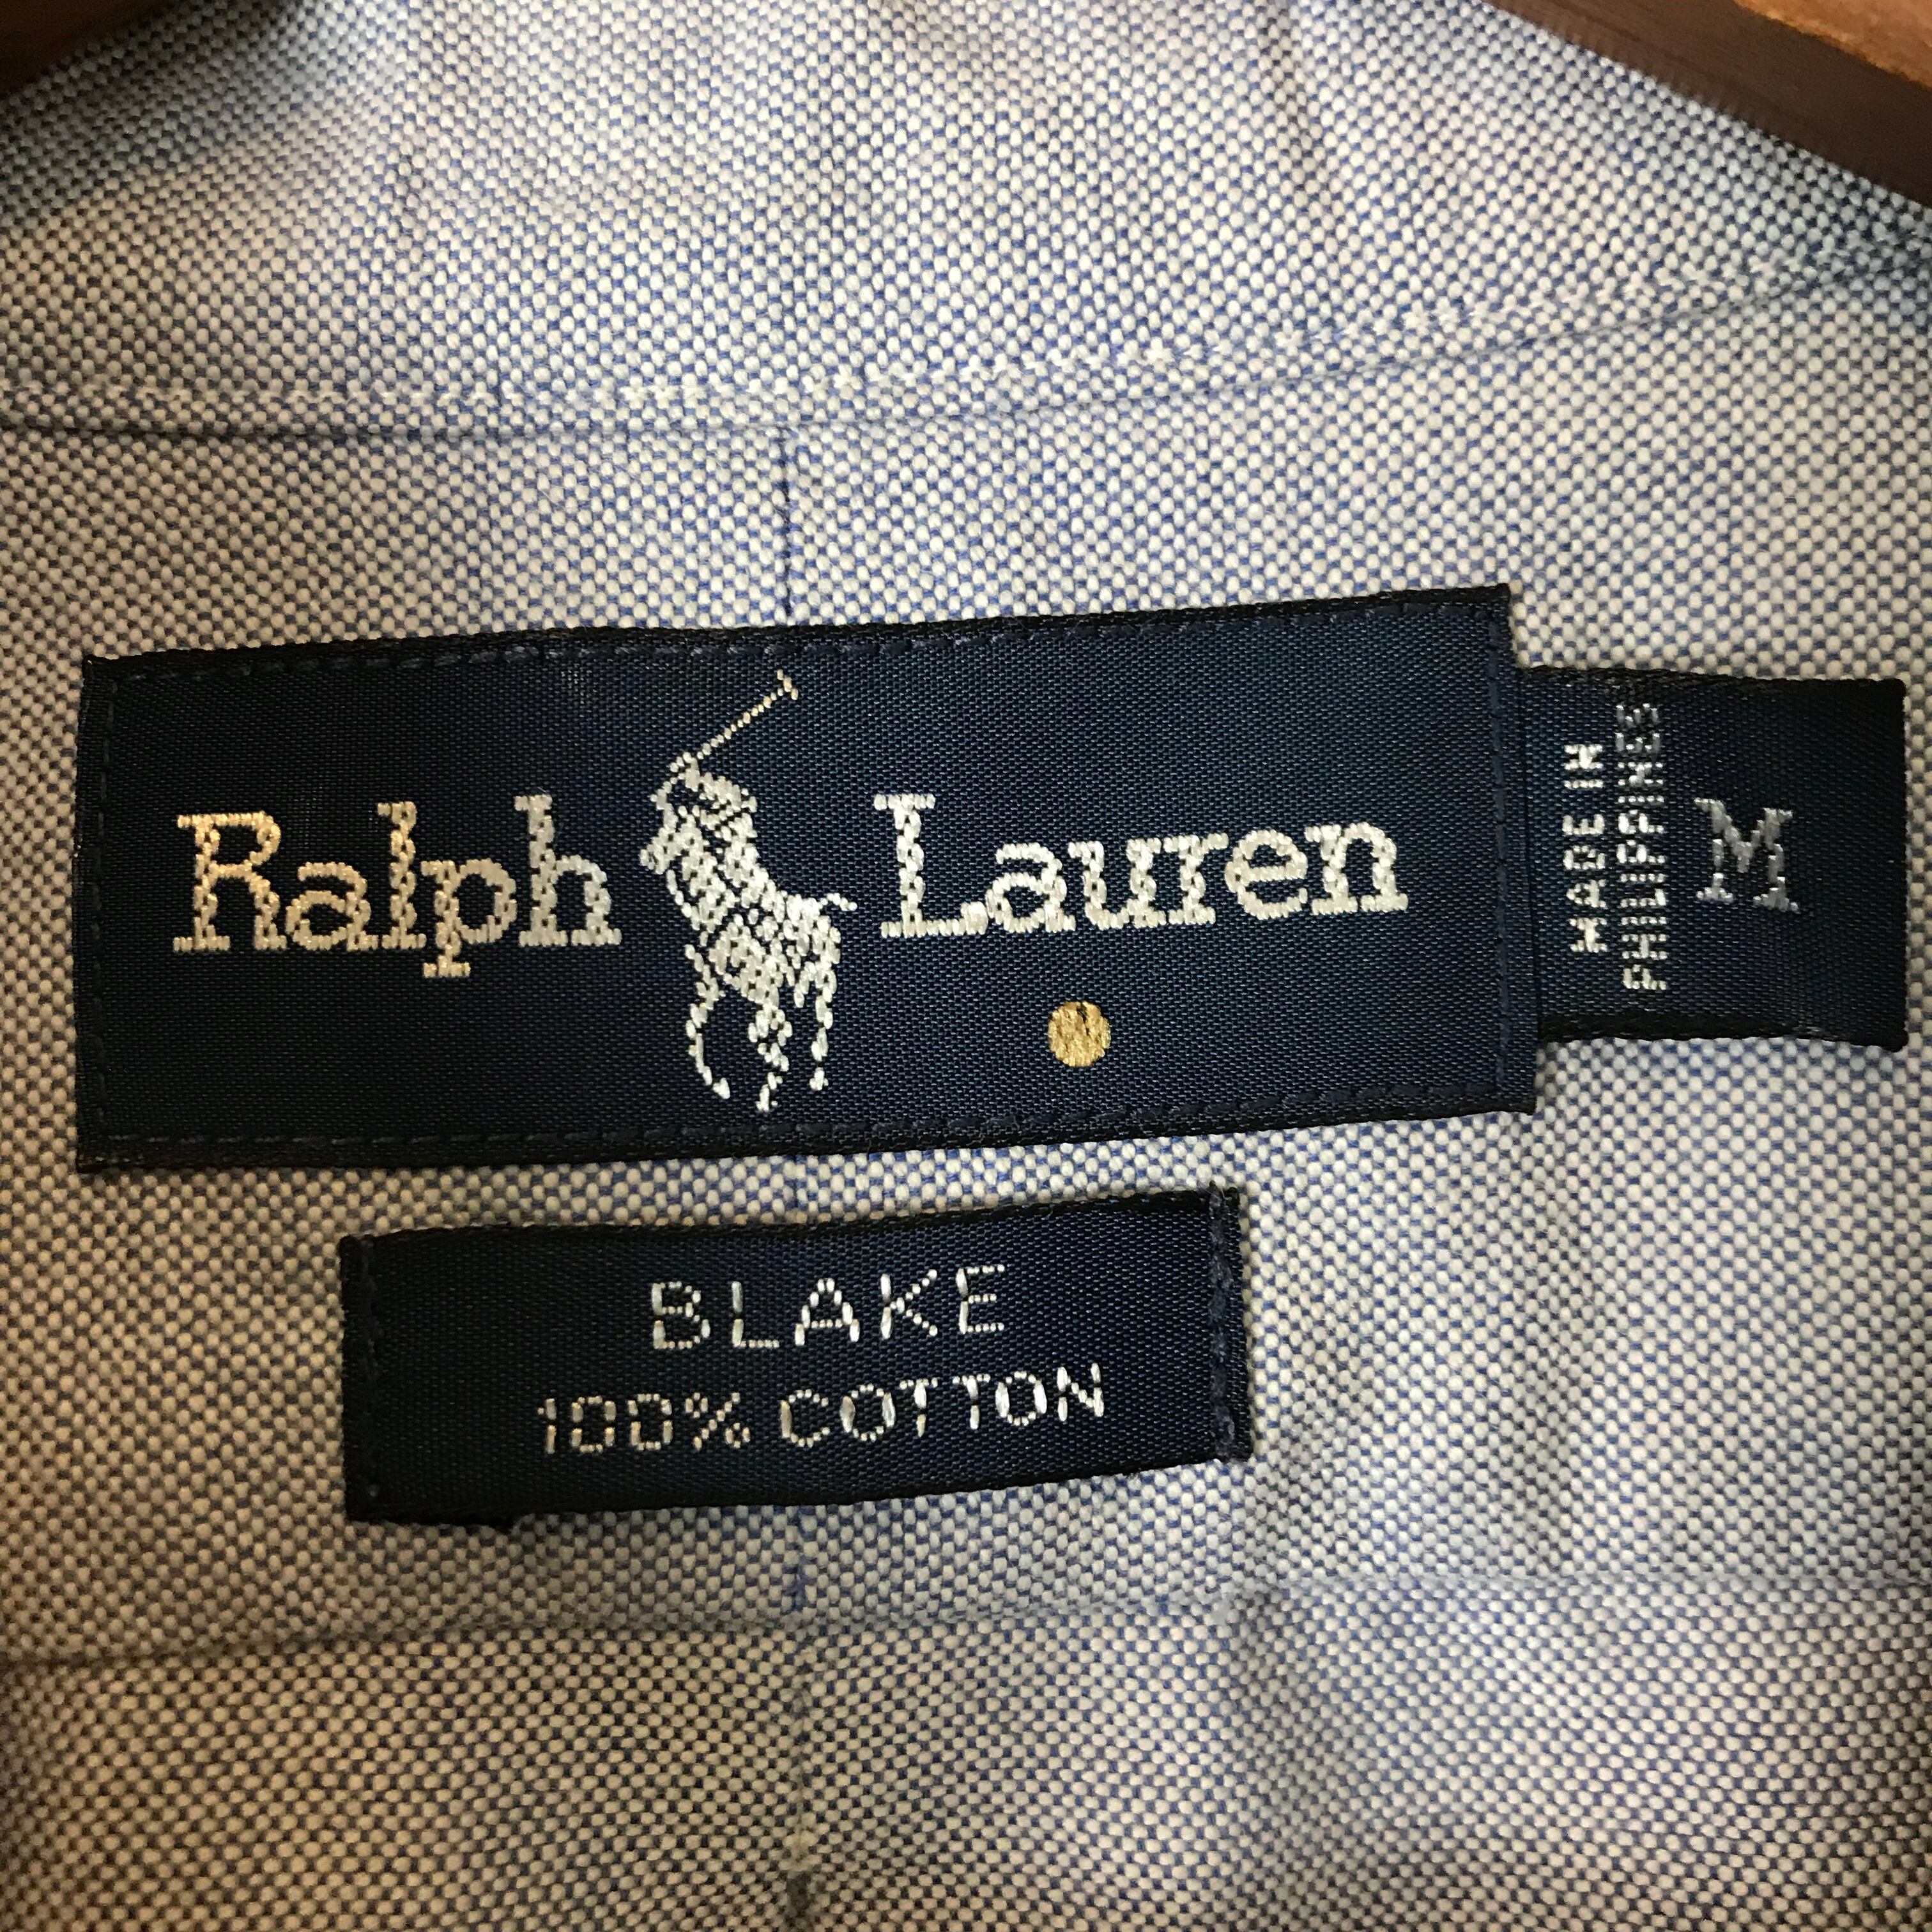 Ralph Lauren
MADE IN
PHILIPPINES
M
BLAKE
100% COTTON